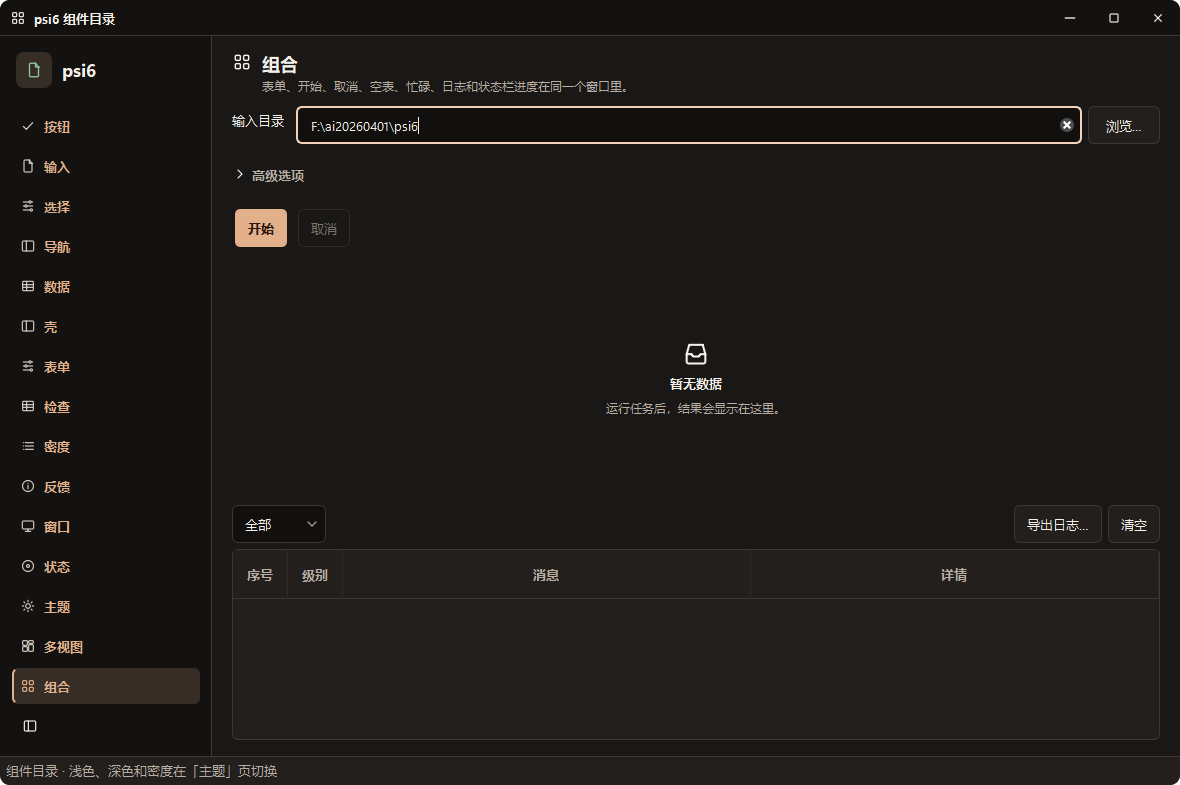 psi6 组件目录
psi6
按钮
输入
选择
导航
数据
壳
表单
检查
密度
反馈
窗口
状态
主题
多视图
组合
组合
表单、开始、取消、空表、忙碌、日志和状态栏进度在同一个窗口里。
输入目录
F:\ai20260401\psi6
浏览...
高级选项
开始
取消
暂无数据
运行任务后，结果会显示在这里。
全部
导出日志...
清空
序号
级别
消息
详情
组件目录 · 浅色、深色和密度在「主题」页切换